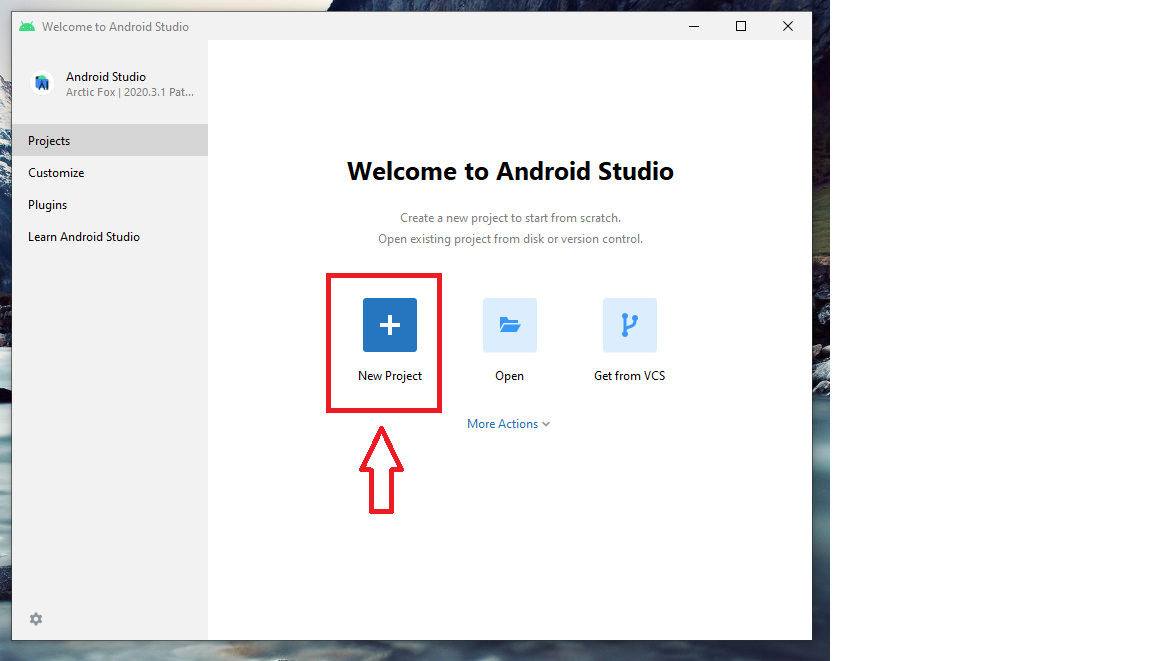 Welcome to Android Studio
Android Studio
Arctic Fox | 2020.3.1 Pat...
Projects
Customize
Plugins
Learn Android Studio
Welcome to Android Studio
Create a new project to start from scratch.
Open existing project from disk or version control.
New Project
Open
Get from VCS
More Actions